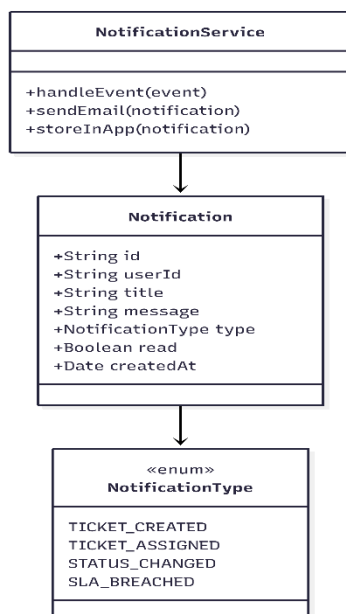 NotificationService
+handleEvent(event)
+sendEmail(notification)
+storeInApp(notification)
Notification
+String id
+String userId
+String title
+String message
+NotificationType type
+Boolean read
+Date createdAt
«enum»
NotificationType
TICKET_CREATED
TICKET_ASSIGNED
STATUS_CHANGED
SLA_BREACHED